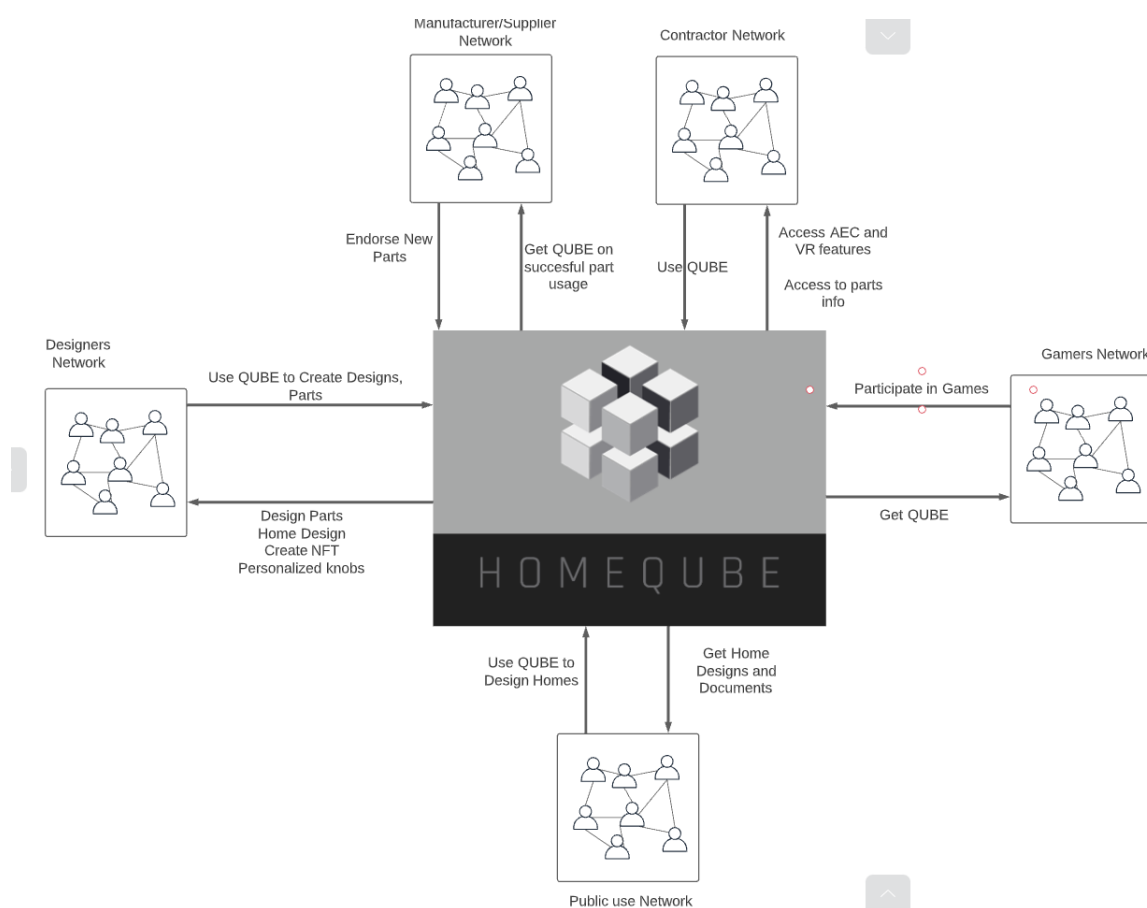 Manufacturer/Supplier
Network
Contractor Network
Endorse New
Parts
Get QUBE on
succesful part
usage
Use QUBE
Access AEC and
VR features
Access to parts
info
Designers
Network
Use QUBE to Create Designs,
Parts
Gamers Network
Participate in Games
Design Parts
Home Design
Create NFT
Personalized knobs
Get QUBE
HOMEQUBE
Use QUBE to
Design Homes
Get Home
Designs and
Documents
Public use Network